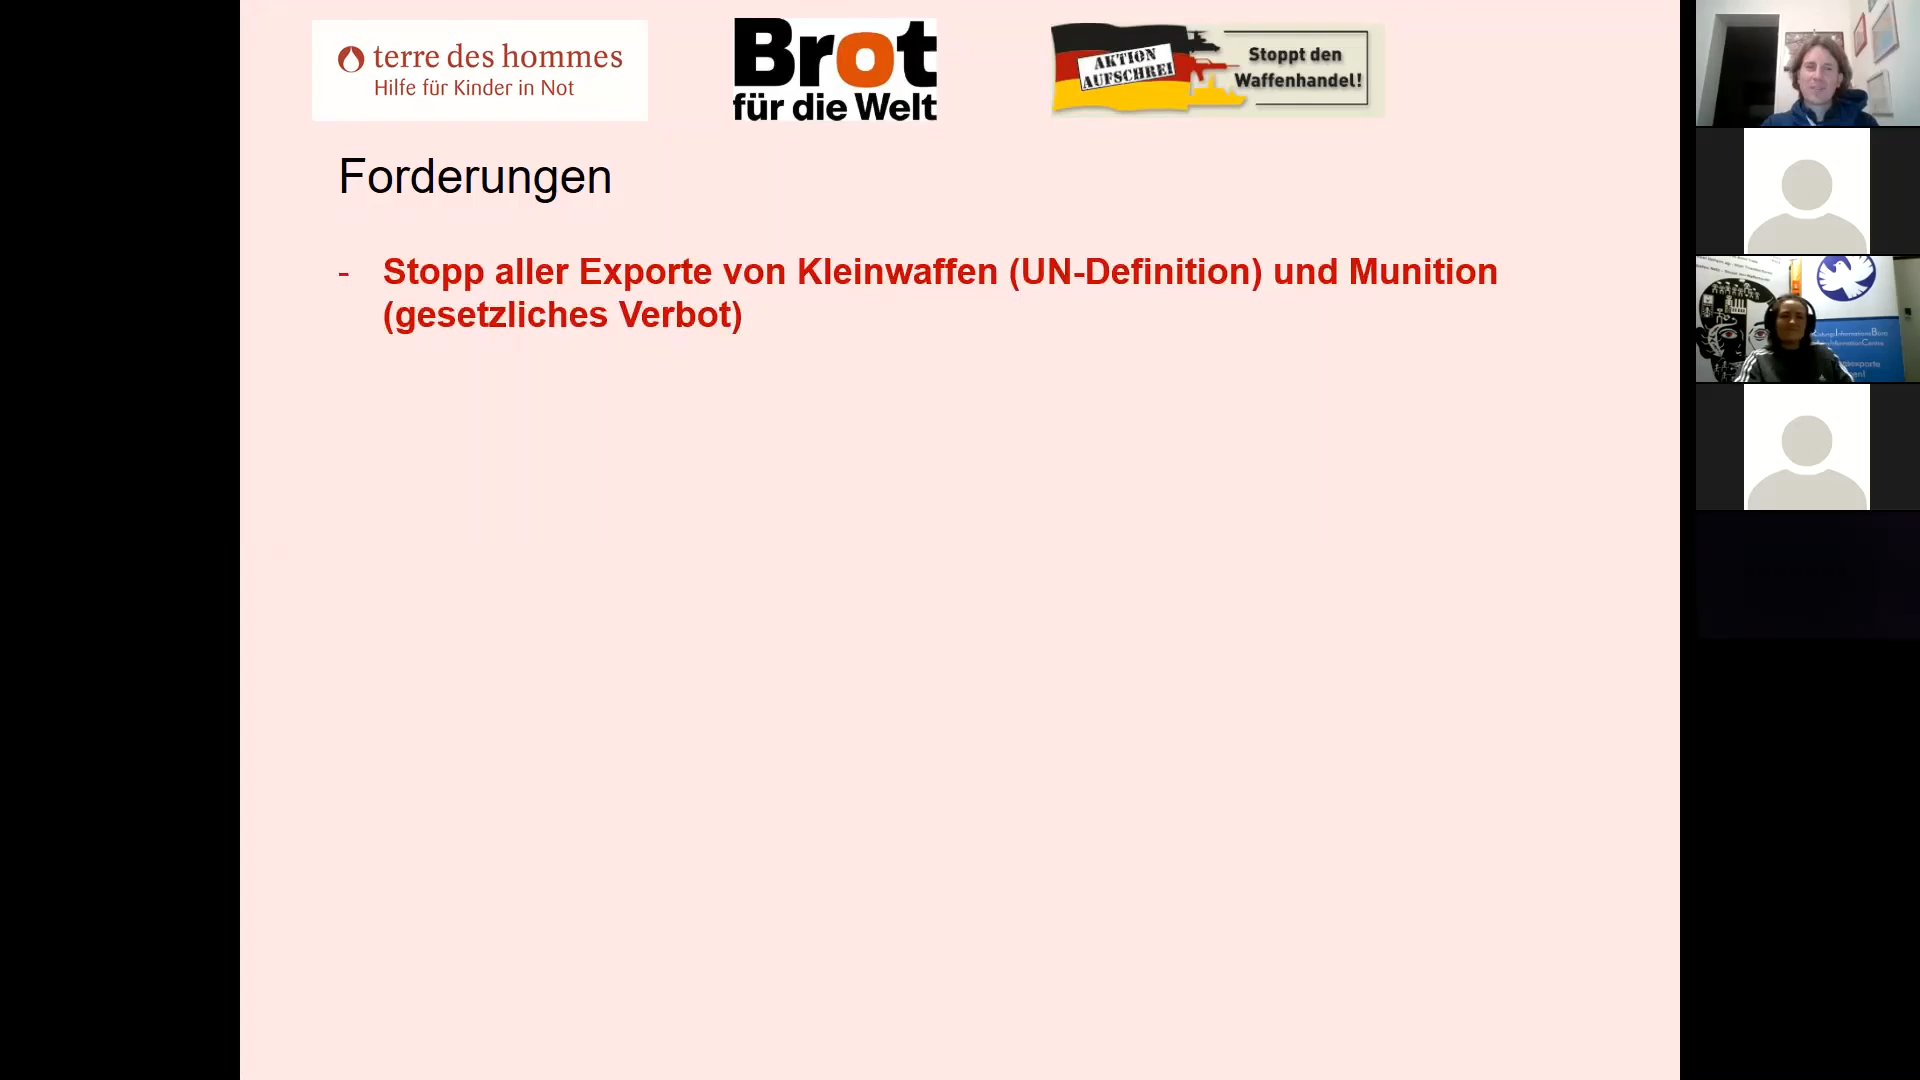 terre des hommes
Hilfe für Kinder in Not
Brot
für die Welt
AKTION
AUFSCHREI
Stoppt den
Waffenhandel!
Forderungen
- Stopp aller Exporte von Kleinwaffen (UN-Definition) und Munition
(gesetzliches Verbot)